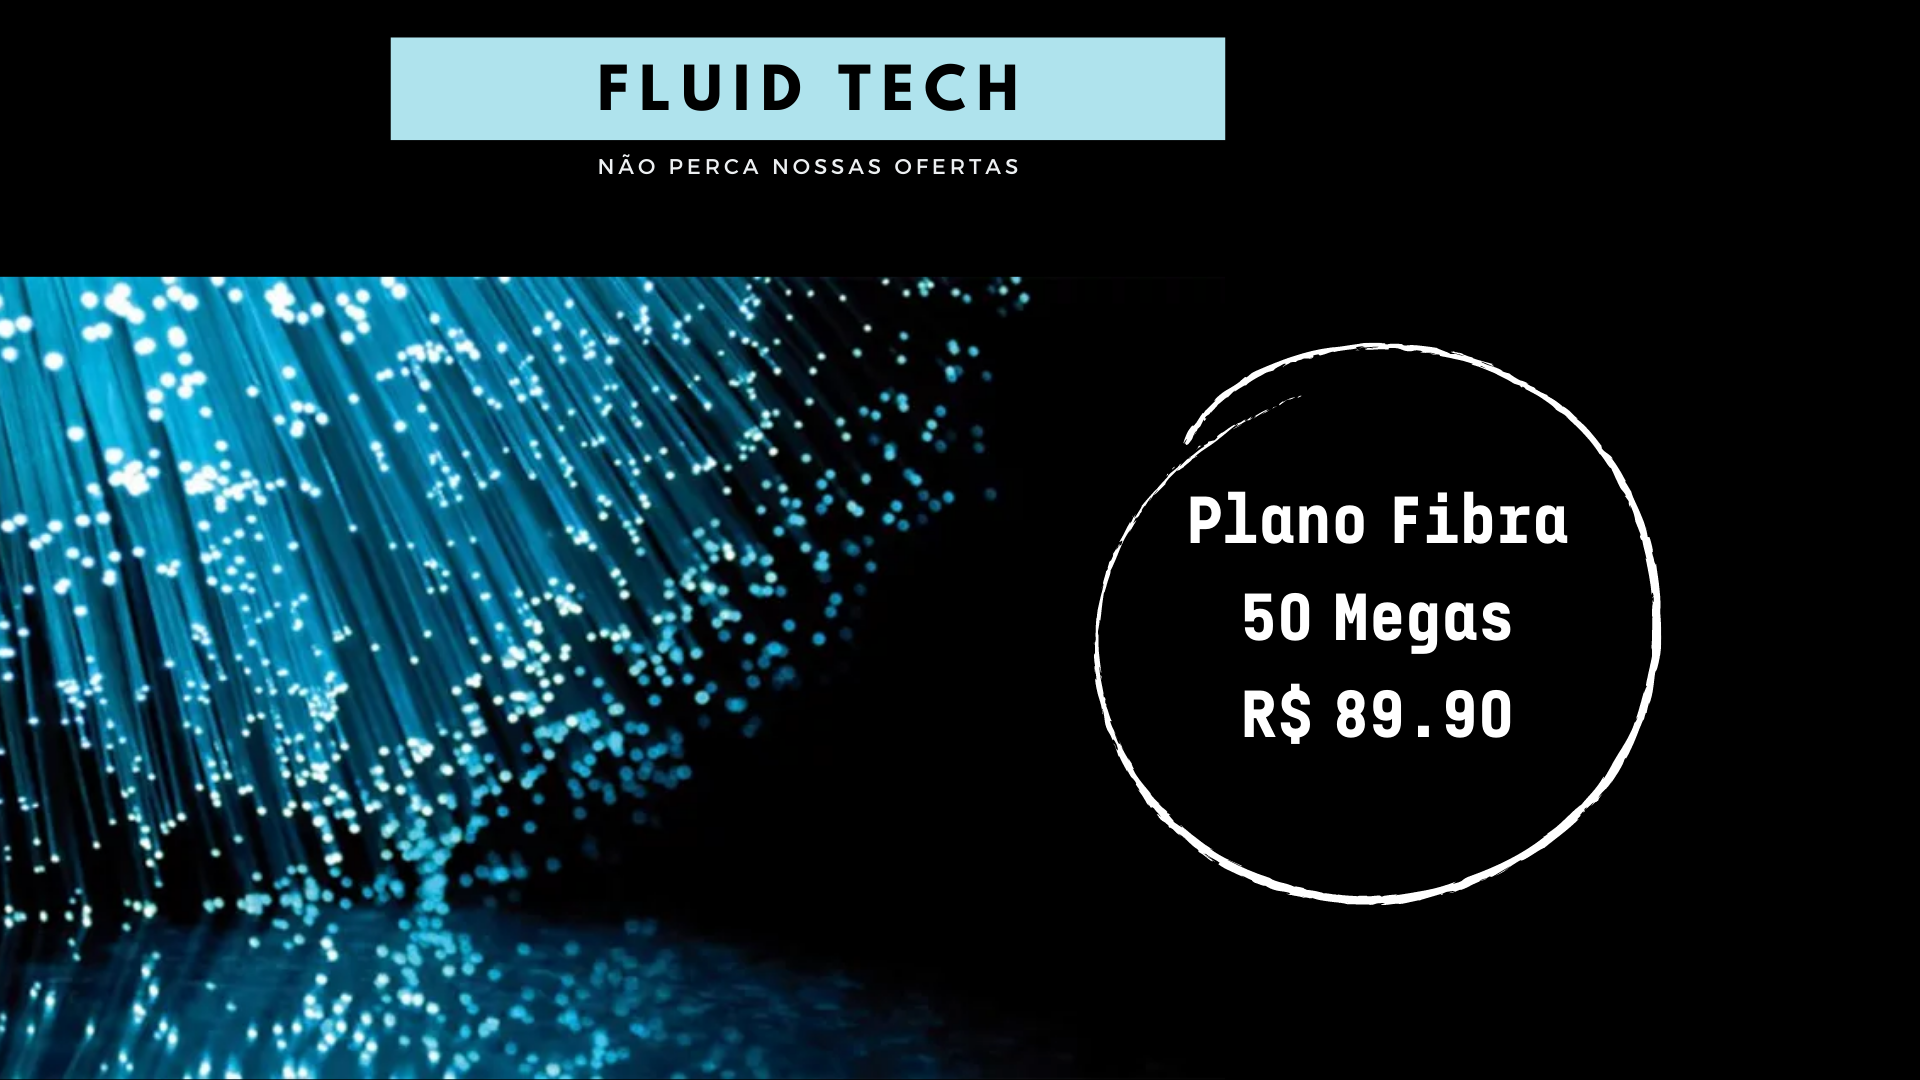 FLUID TECH
NÃO PERCA NOSSAS OFERTAS
Plano Fibra
50 Megas
R$ 89.90